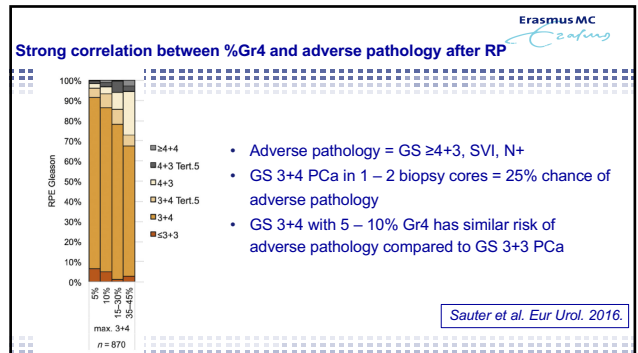 Erasmus MC
Erasmus
Strong correlation between %Gr4 and adverse pathology after RP
100%
90%
80%
70%
60%
50%
40%
30%
20%
10%
0%
RPE Gleason
5%
10%
15–30%
35–45%
max. 3+4
n = 870
≥4+4
4+3 Tert.5
4+3
3+4 Tert.5
3+4
≤3+3
• Adverse pathology = GS ≥4+3, SVI, N+
• GS 3+4 PCa in 1 – 2 biopsy cores = 25% chance of
adverse pathology
• GS 3+4 with 5 – 10% Gr4 has similar risk of
adverse pathology compared to GS 3+3 PCa
Sauter et al. Eur Urol. 2016.